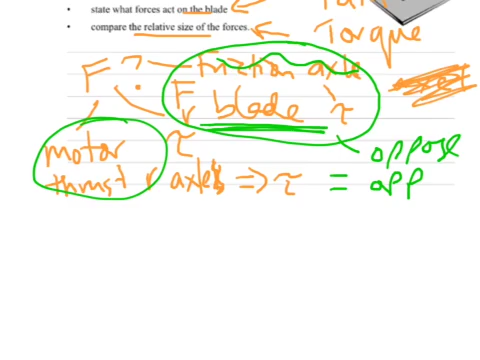 • state what forces act on the blade
• compare the relative size of the forces.
Torque
F ? Friction axle
F r blade τ
motor τ oppose
thrust r axles => τ = opp